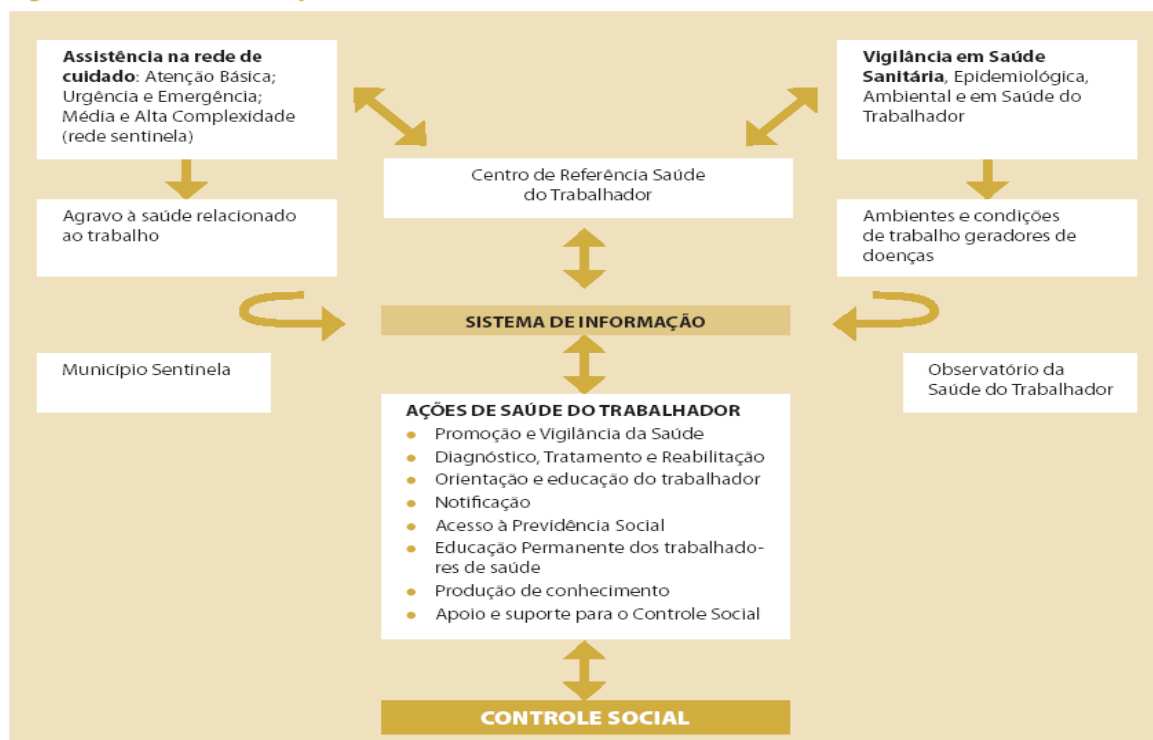 Assistência na rede de
cuidado: Atenção Básica;
Urgência e Emergência;
Média e Alta Complexidade
(rede sentinela)
Vigilância em Saúde
Sanitária, Epidemiológica,
Ambiental e em Saúde do
Trabalhador
Centro de Referência Saúde
do Trabalhador
Agravo à saúde relacionado
ao trabalho
Ambientes e condições
de trabalho geradores de
doenças
SISTEMA DE INFORMAÇÃO
Município Sentinela
Observatório da
Saúde do Trabalhador
AÇÕES DE SAÚDE DO TRABALHADOR
• Promoção e Vigilância da Saúde
• Diagnóstico, Tratamento e Reabilitação
• Orientação e educação do trabalhador
• Notificação
• Acesso à Previdência Social
• Educação Permanente dos trabalhado-
res de saúde
• Produção de conhecimento
• Apoio e suporte para o Controle Social
CONTROLE SOCIAL